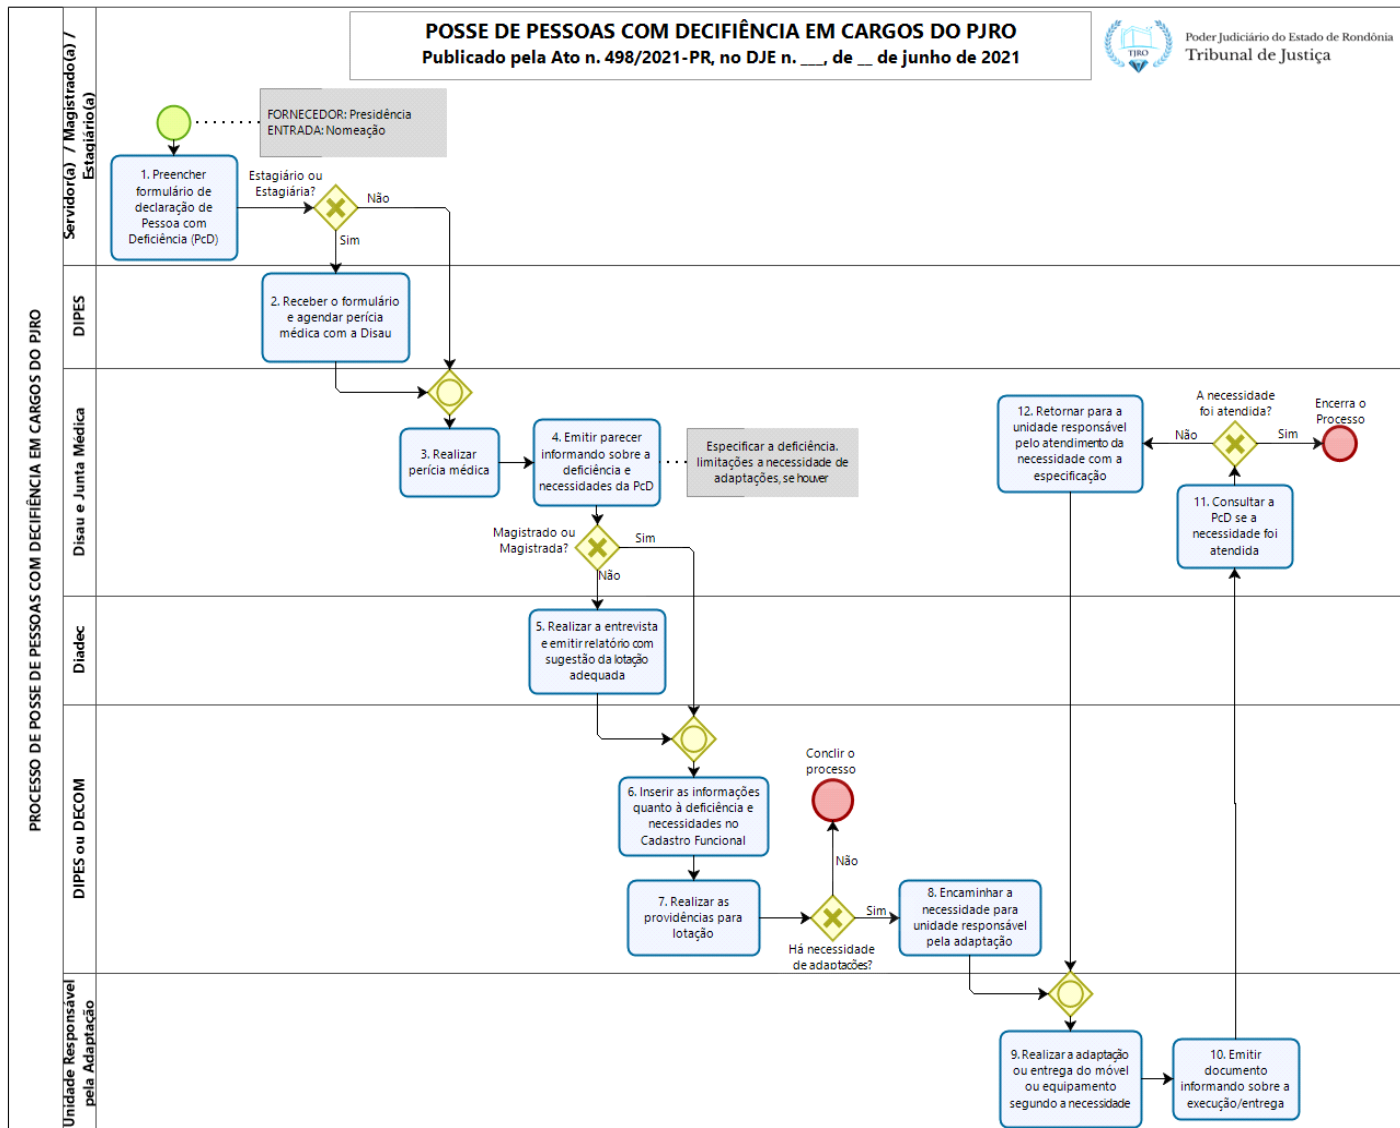 POSSE DE PESSOAS COM DECIFIÊNCIA EM CARGOS DO PJRO
Publicado pela Ato n. 498/2021-PR, no DJE n. ___, de __ de junho de 2021
Poder Judiciário do Estado de Rondônia
Tribunal de Justiça
TJRO
PROCESSO DE POSSE DE PESSOAS COM DECIFIÊNCIA EM CARGOS DO PJRO
Servidor(a) / Magistrado(a) /
Estagiário(a)
FORNECEDOR: Presidência
ENTRADA: Nomeação
1. Preencher
formulário de
declaração de
Pessoa com
Deficiência (PcD)
Estagiário ou
Estagiária?
Não
Sim
DIPES
2. Receber o formulário
e agendar perícia
médica com a Disau
Disau e Junta Médica
3. Realizar
perícia médica
4. Emitir parecer
informando sobre a
deficiência e
necessidades da PcD
Especificar a deficiência.
limitações a necessidade de
adaptações, se houver
Magistrado ou
Magistrada?
Sim
Não
12. Retornar para a
unidade responsável
pelo atendimento da
necessidade com a
especificação
A necessidade
foi atendida?
Não
Sim
Encerra o
Processo
11. Consultar a
PcD se a
necessidade foi
atendida
Diadec
5. Realizar a entrevista
e emitir relatório com
sugestão da lotação
adequada
DIPES ou DECOM
6. Inserir as informações
quanto à deficiência e
necessidades no
Cadastro Funcional
7. Realizar as
providências para
lotação
Conclir o
processo
Não
Sim
Há necessidade
de adaptações?
8. Encaminhar a
necessidade para
unidade responsável
pela adaptação
Unidade Responsável
pela Adaptação
9. Realizar a adaptação
ou entrega do móvel
ou equipamento
segundo a necessidade
10. Emitir
documento
informando sobre a
execução/entrega